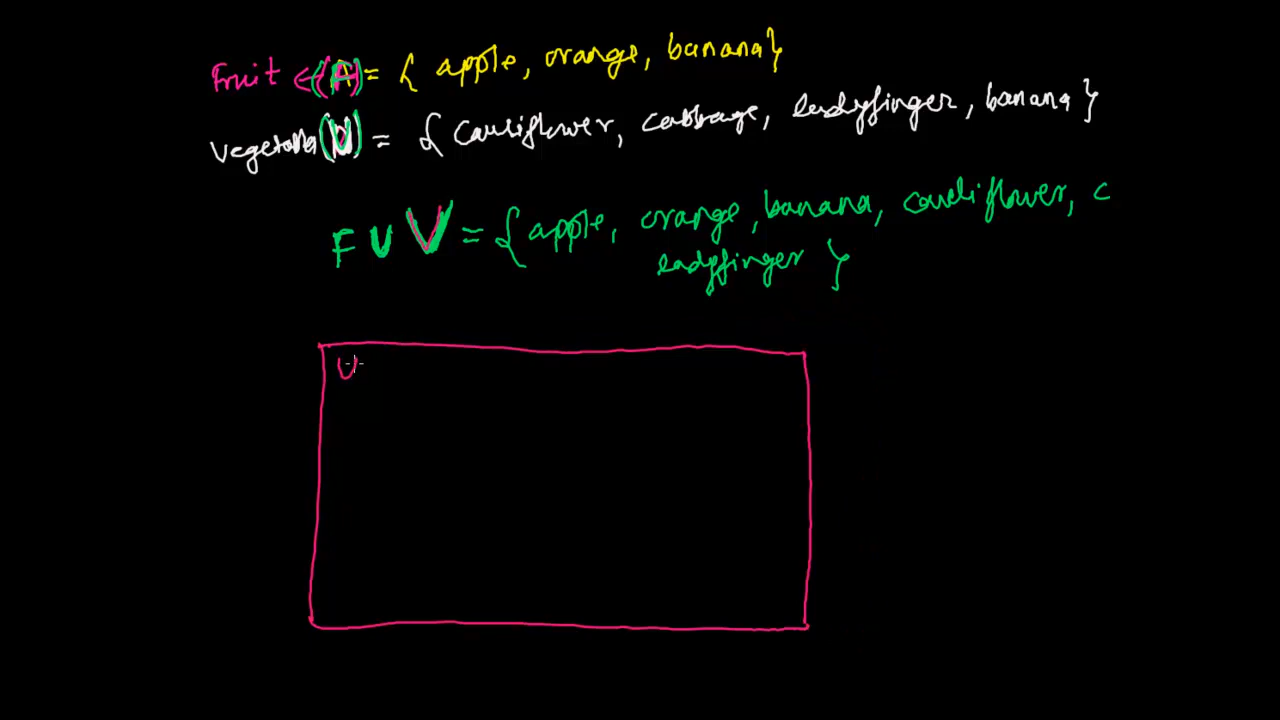 Fruit (F) = { apple, orange, banana}
Vegetable (V) = { cauliflower, cabbage, ladyfinger, banana }
F U V = { apple, orange, banana, cauliflower, c
ladyfinger }
U